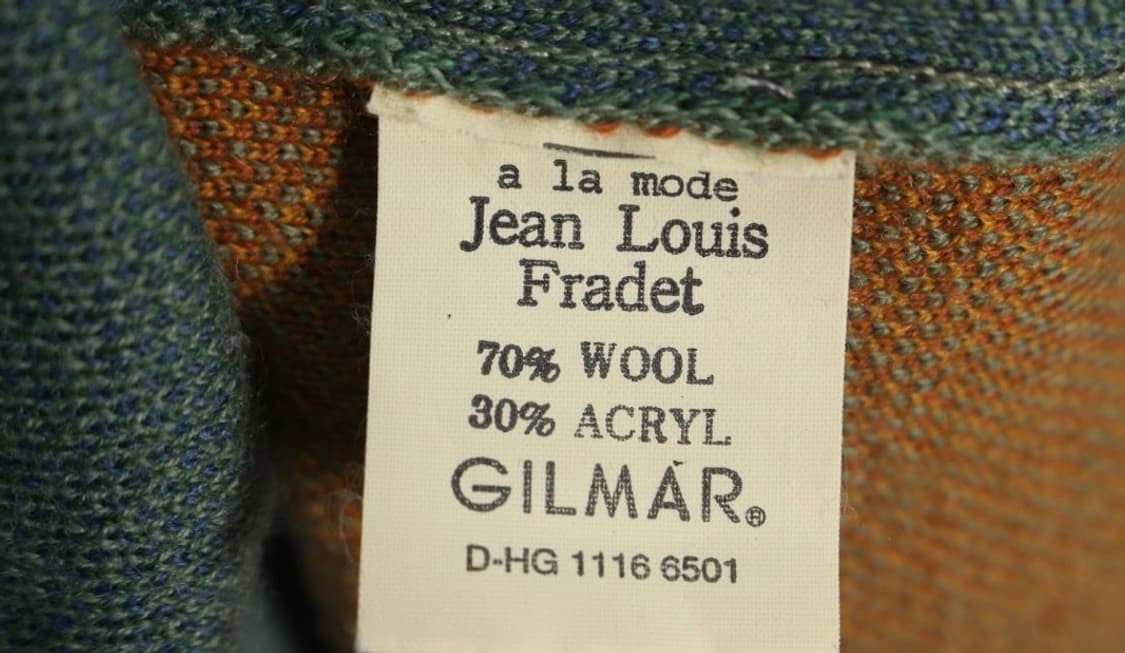 a la mode
Jean Louis
Fradet
70% WOOL
30% ACRYL
GILMAR®
D-HG 1116 6501